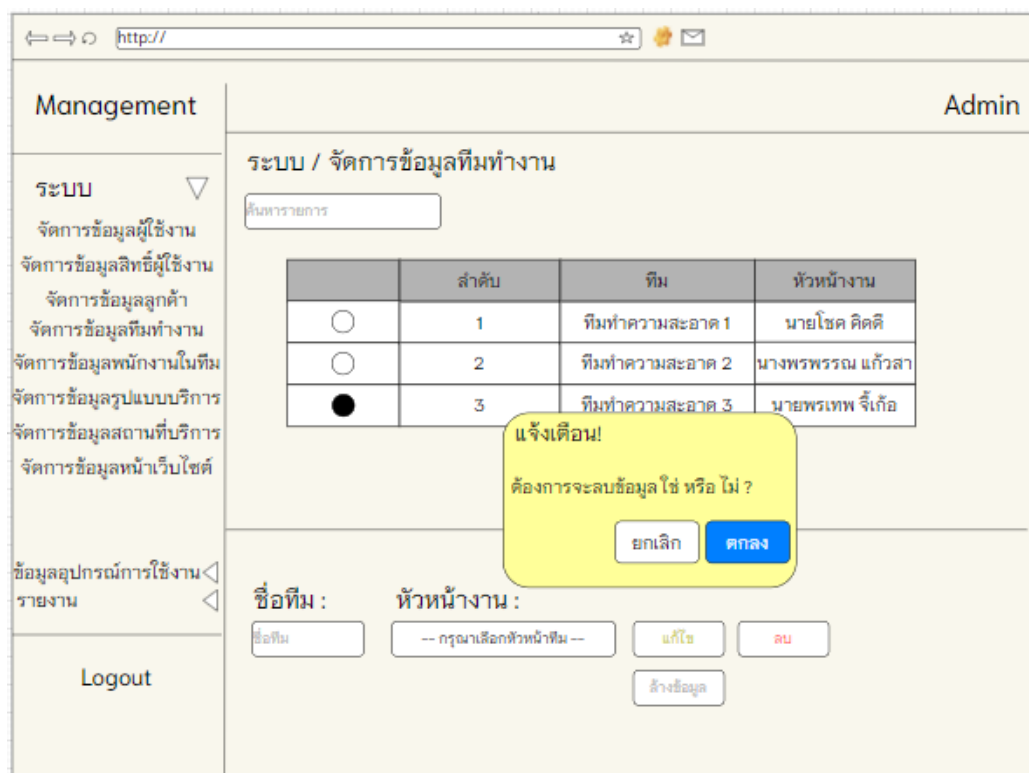 http://
Management
Admin
ระบบ / จัดการข้อมูลทีมทำงาน
ค้นหารายการ
ระบบ
จัดการข้อมูลผู้ใช้งาน
จัดการข้อมูลสิทธิ์ผู้ใช้งาน
จัดการข้อมูลลูกค้า
จัดการข้อมูลทีมทำงาน
จัดการข้อมูลพนักงานในทีม
จัดการข้อมูลรูปแบบบริการ
จัดการข้อมูลสถานที่บริการ
จัดการข้อมูลหน้าเว็บไซต์
ข้อมูลอุปกรณ์การใช้งาน
รายงาน
Logout
ลำดับ ทีม หัวหน้างาน
1 ทีมทำความสะอาด 1 นายโชค คิดดี
2 ทีมทำความสะอาด 2 นางพรพรรณ แก้วสา
3 ทีมทำความสะอาด 3 นายพรเทพ จี้เก้อ
แจ้งเตือน!
ต้องการจะลบข้อมูล ใช่ หรือ ไม่ ?
ยกเลิก ตกลง
ชื่อทีม : หัวหน้างาน :
ชื่อทีม -- กรุณาเลือกหัวหน้าทีม -- แก้ไข ลบ
ล้างข้อมูล